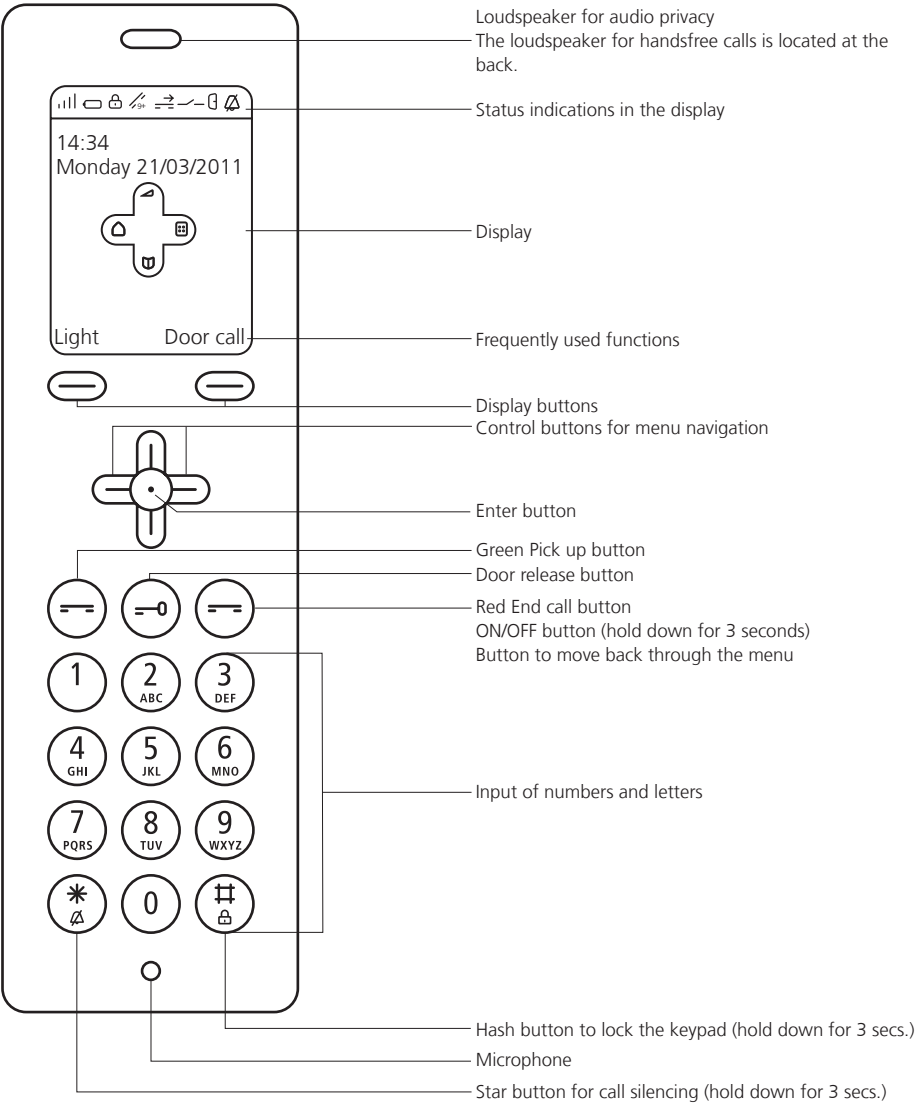 Loudspeaker for audio privacy
The loudspeaker for handsfree calls is located at the
back.
9+
Status indications in the display
14:34
Monday 21/03/2011
Display
Light Door call
Frequently used functions
Display buttons
Control buttons for menu navigation
Enter button
Green Pick up button
Door release button
Red End call button
ON/OFF button (hold down for 3 seconds)
Button to move back through the menu
1 2 3
ABC DEF
4 5 6
GHI JKL MNO
Input of numbers and letters
7 8 9
PQRS TUV WXYZ
* 0 #
Hash button to lock the keypad (hold down for 3 secs.)
Microphone
Star button for call silencing (hold down for 3 secs.)